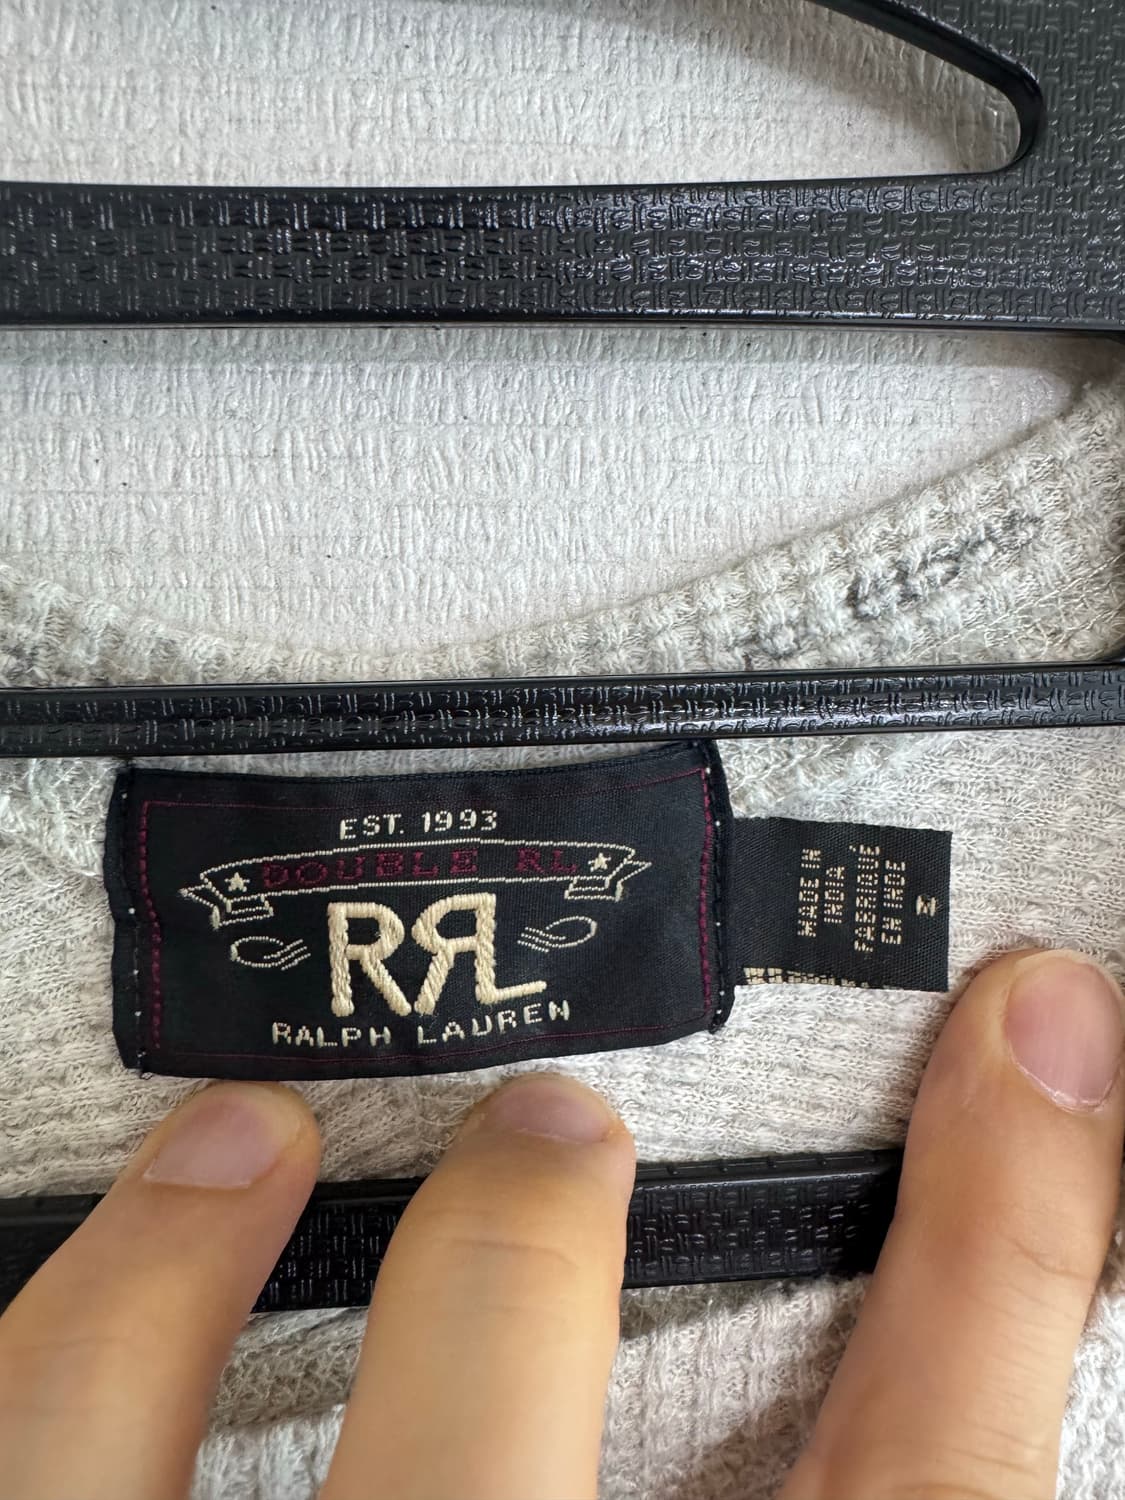 EST. 1993
DOUBLE RL
RRL
RALPH LAUREN
MADE IN
INDIA
FABRIQUÉ
EN INDE
M